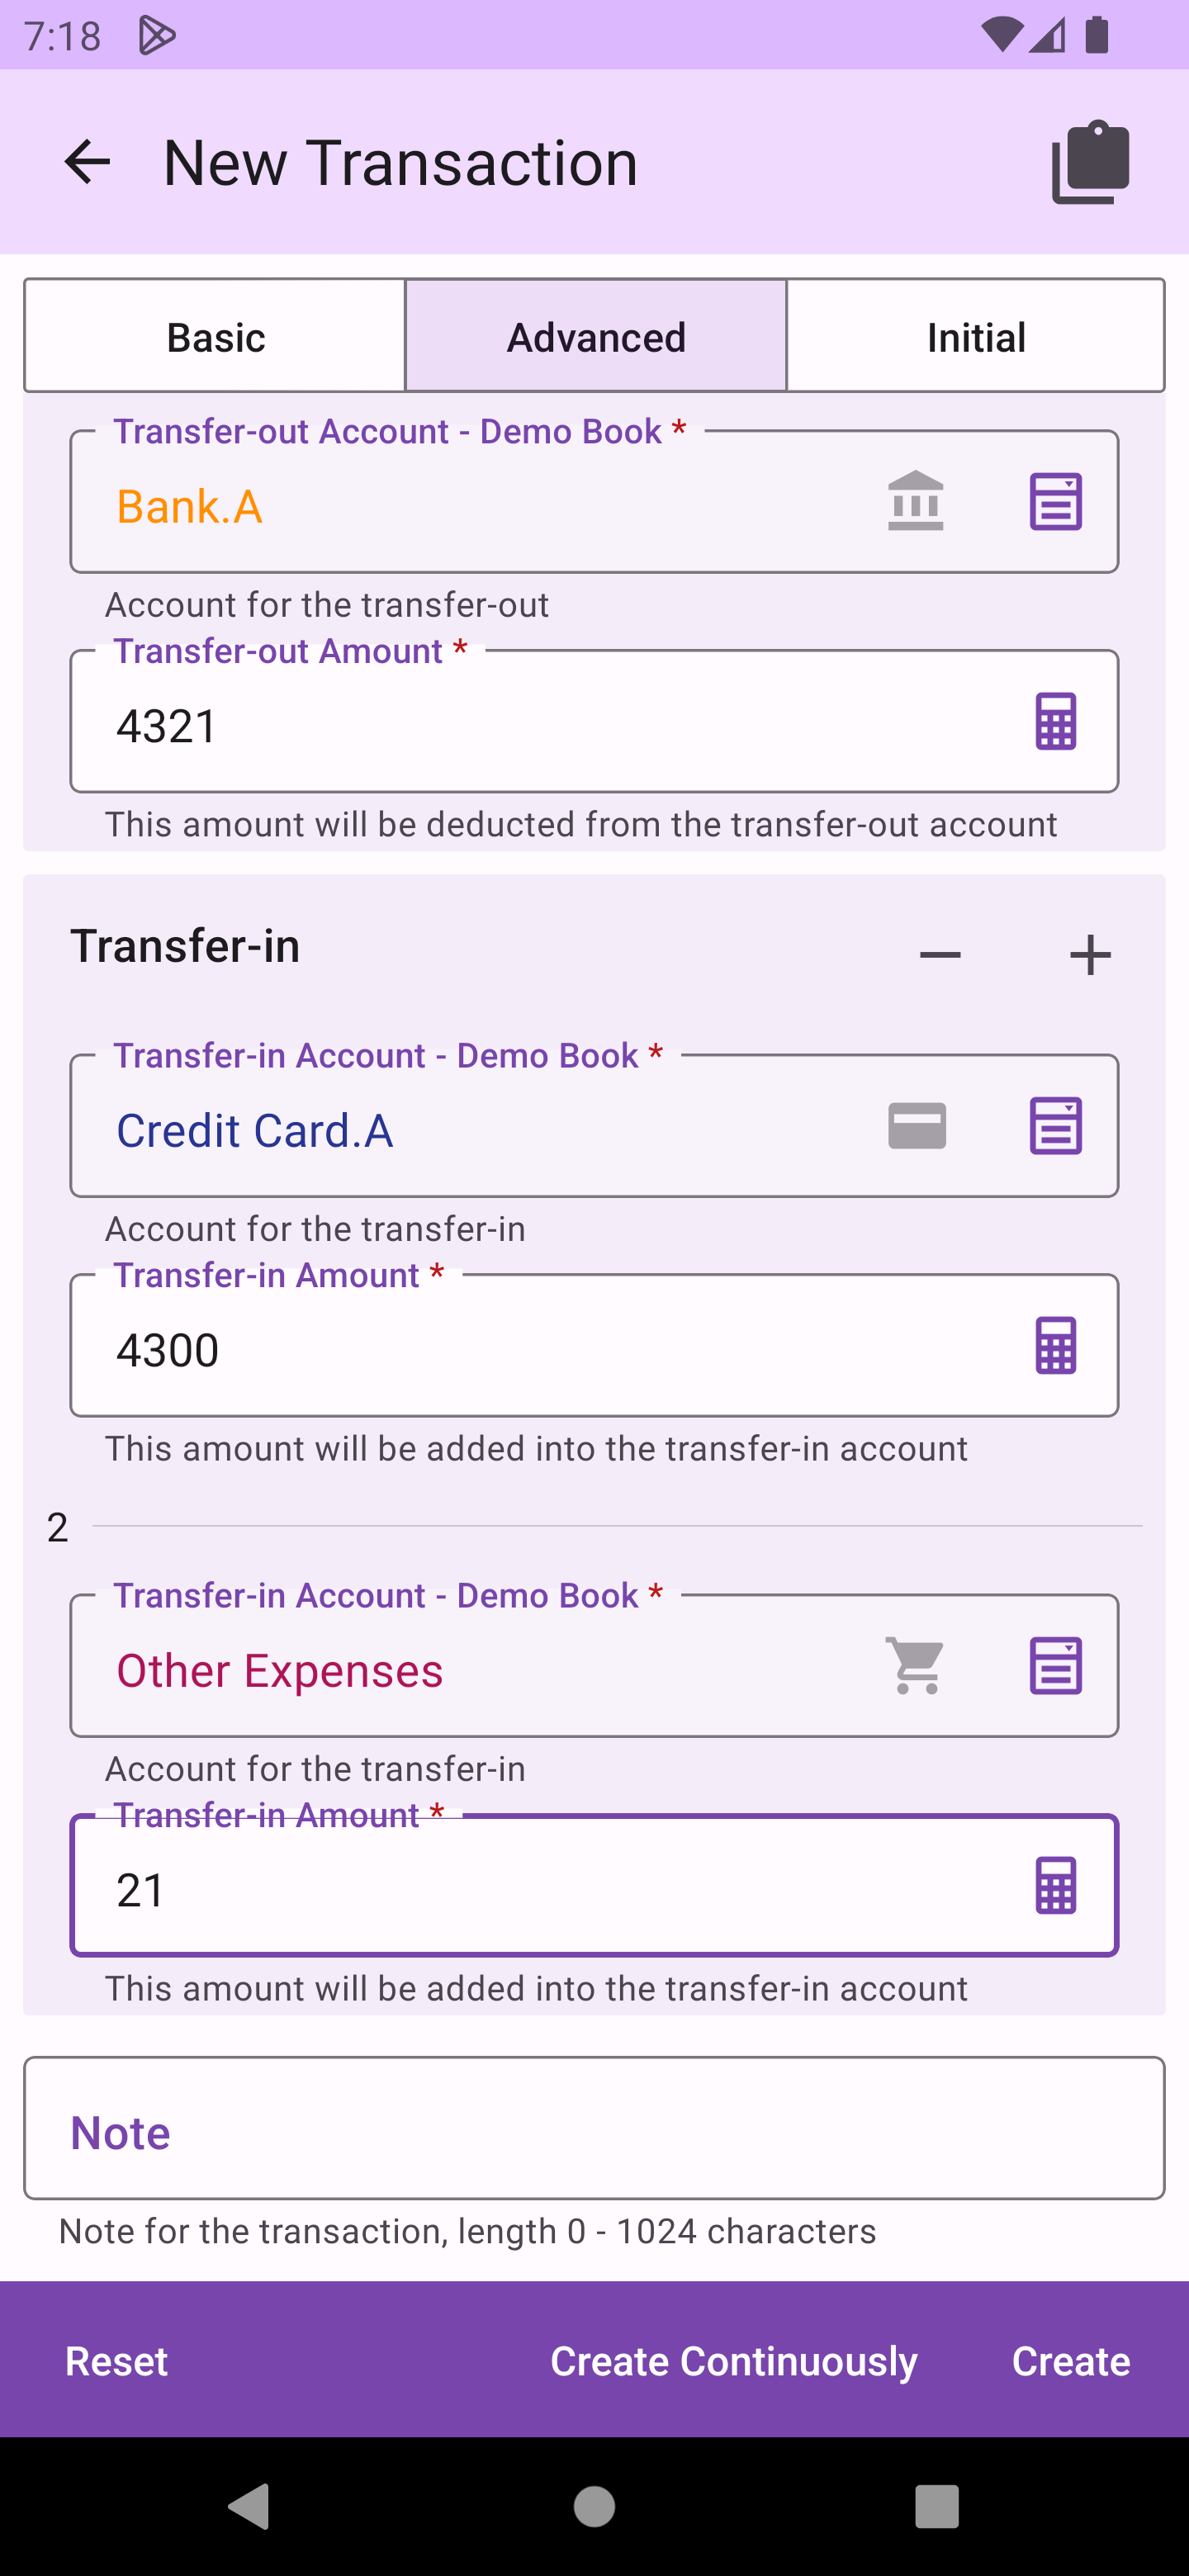 7:18
New Transaction
Basic
Advanced
Initial
Transfer-out Account - Demo Book *
Bank.A
Account for the transfer-out
Transfer-out Amount *
4321
This amount will be deducted from the transfer-out account
Transfer-in
Transfer-in Account - Demo Book *
Credit Card.A
Account for the transfer-in
Transfer-in Amount *
4300
This amount will be added into the transfer-in account
2
Transfer-in Account - Demo Book *
Other Expenses
Account for the transfer-in
Transfer-in Amount *
21
This amount will be added into the transfer-in account
Note
Note for the transaction, length 0 - 1024 characters
Reset
Create Continuously
Create